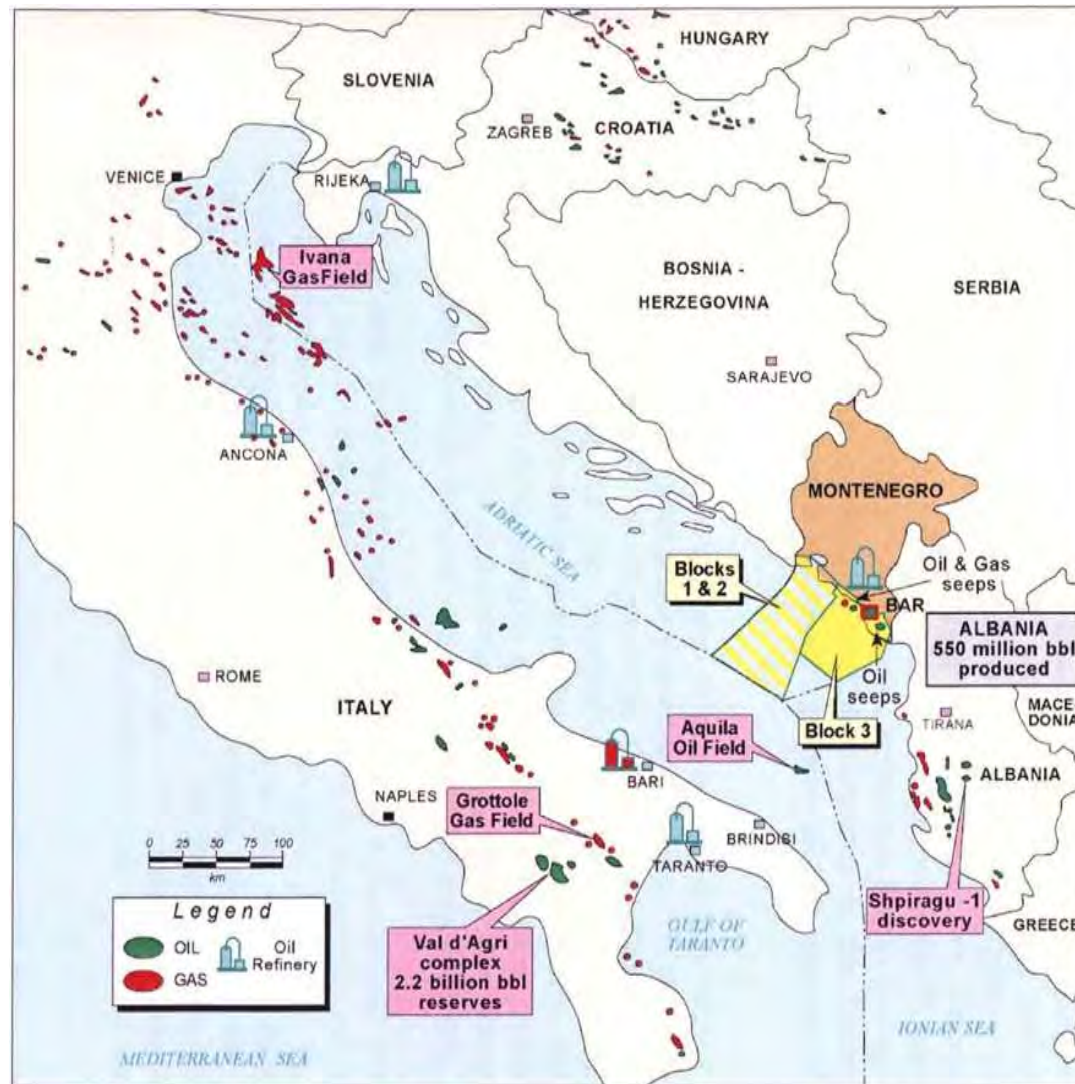 HUNGARY
SLOVENIA
ZAGREB
CROATIA
VENICE
RIJEKA
Ivana
GasField
BOSNIA -
HERZEGOVINA
SERBIA
SARAJEVO
ANCONA
ADRIATIC SEA
MONTENEGRO
Oil & Gas
seeps
Blocks
1 & 2
BAR
ALBANIA
550 million bbl
produced
Oil
seeps
ROME
ITALY
MACE
DONIA
TIRANA
Block 3
Aquila
Oil Field
ALBANIA
BARI
NAPLES
Grottole
Gas Field
BRINDISI
TARANTO
0 25 50 75 100
km
Shpiragu -1
discovery
Legend
OIL
GAS
Oil
Refinery
GULF OF
TARANTO
GREECE
Val d'Agri
complex
2.2 billion bbl
reserves
IONIAN SEA
MEDITERRANEAN SEA